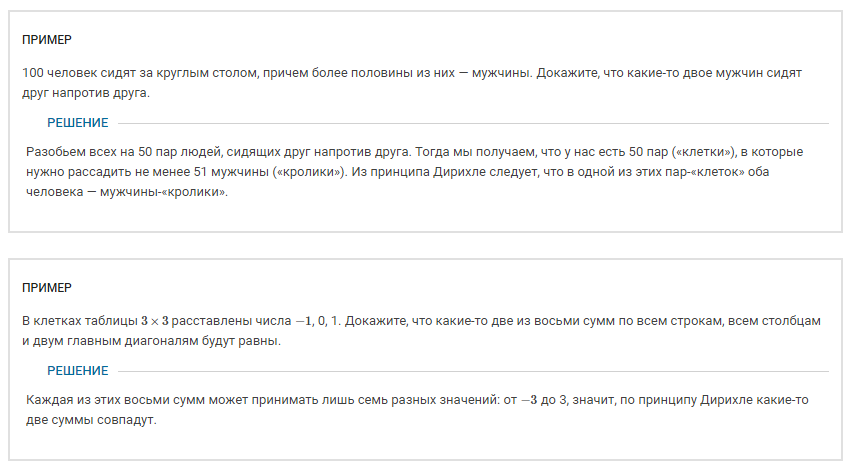 ПРИМЕР
100 человек сидят за круглым столом, причем более половины из них — мужчины. Докажите, что какие-то двое мужчин сидят
друг напротив друга.
РЕШЕНИЕ
Разобьем всех на 50 пар людей, сидящих друг напротив друга. Тогда мы получаем, что у нас есть 50 пар («клетки»), в которые
нужно рассадить не менее 51 мужчины («кролики»). Из принципа Дирихле следует, что в одной из этих пар-«клеток» оба
человека — мужчины-«кролики».
ПРИМЕР
В клетках таблицы 3 × 3 расставлены числа −1, 0, 1. Докажите, что какие-то две из восьми сумм по всем строкам, всем столбцам
и двум главным диагоналям будут равны.
РЕШЕНИЕ
Каждая из этих восьми сумм может принимать лишь семь разных значений: от −3 до 3, значит, по принципу Дирихле какие-то
две суммы совпадут.